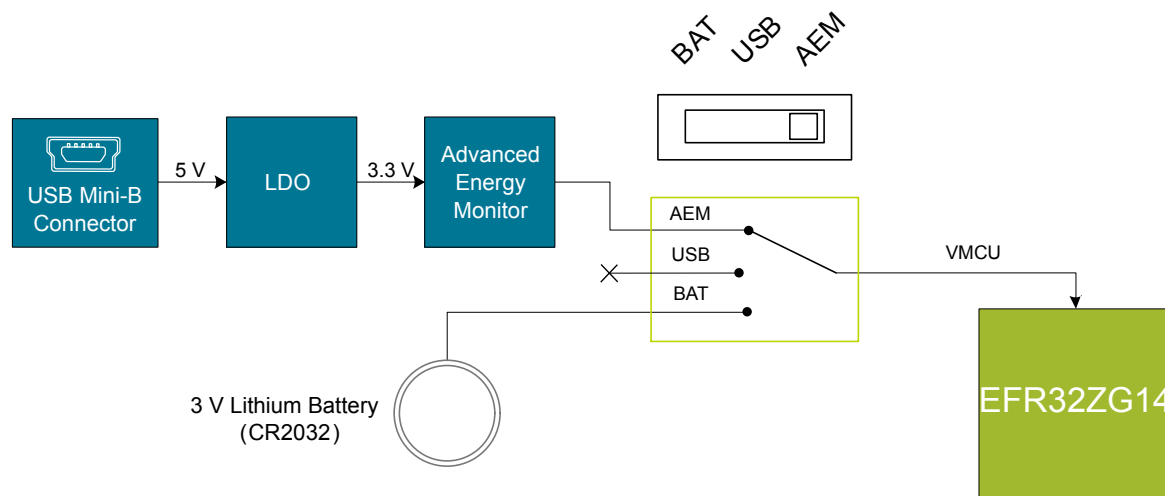 BAT
USB
AEM
USB Mini-B
Connector
5 V
LDO
3.3 V
Advanced
Energy
Monitor
AEM
USB
BAT
VMCU
3 V Lithium Battery
(CR2032)
EFR32ZG14